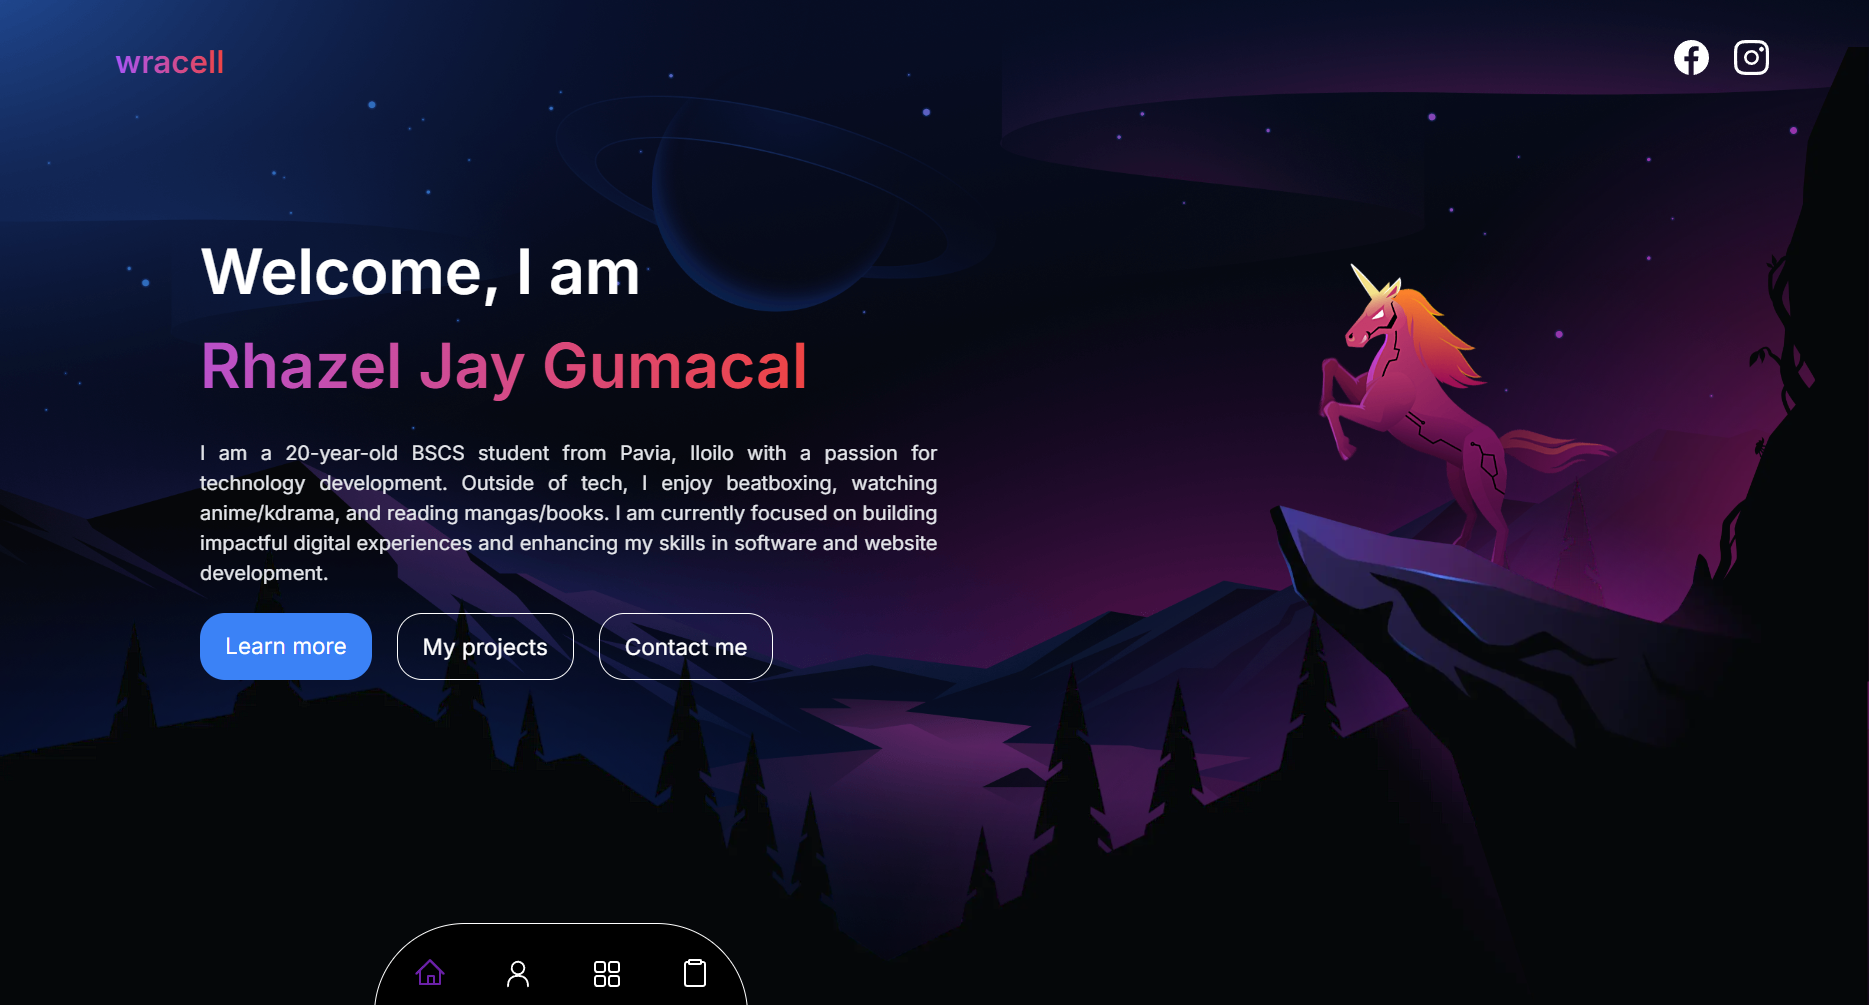 wracell
Welcome, I am
Rhazel Jay Gumacal
I am a 20-year-old BSCS student from Pavia, Iloilo with a passion for
technology development. Outside of tech, I enjoy beatboxing, watching
anime/kdrama, and reading mangas/books. I am currently focused on building
impactful digital experiences and enhancing my skills in software and website
development.
Learn more
My projects
Contact me